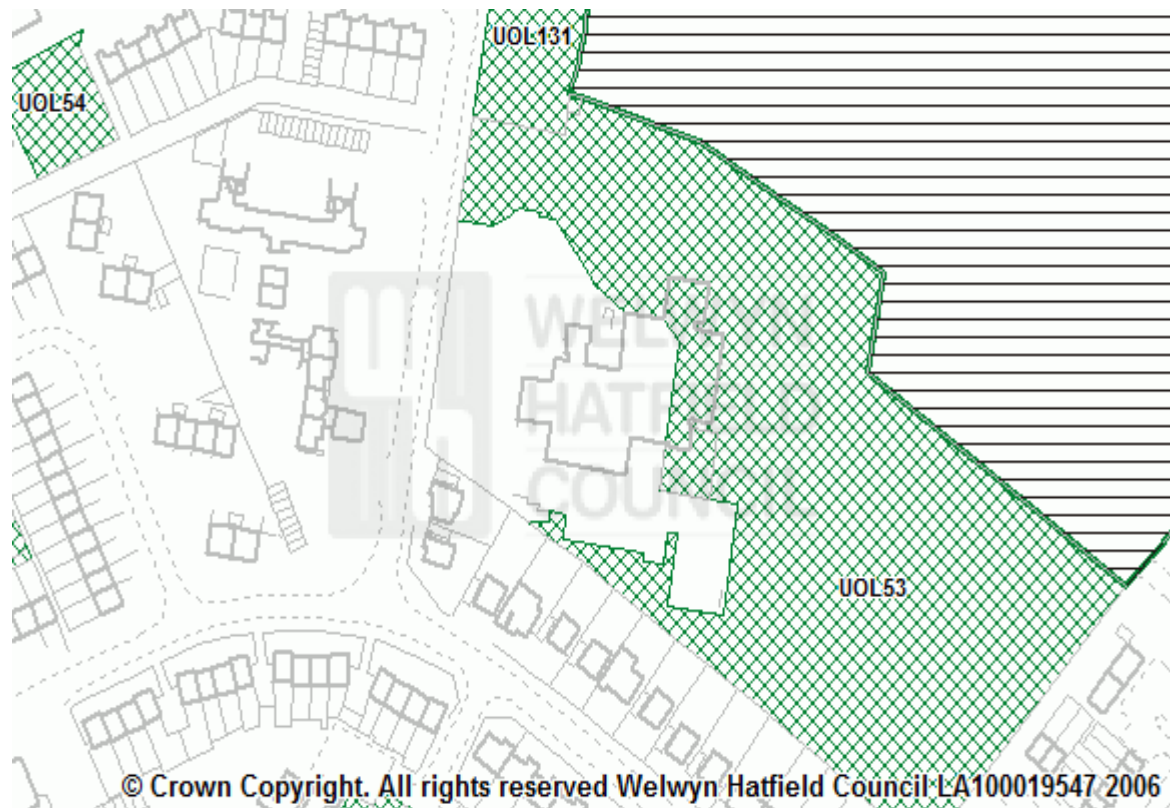 UOL131
UOL54
WELWYN
HATFIELD
COUNCIL
UOL53
© Crown Copyright. All rights reserved Welwyn Hatfield Council LA100019547 2006